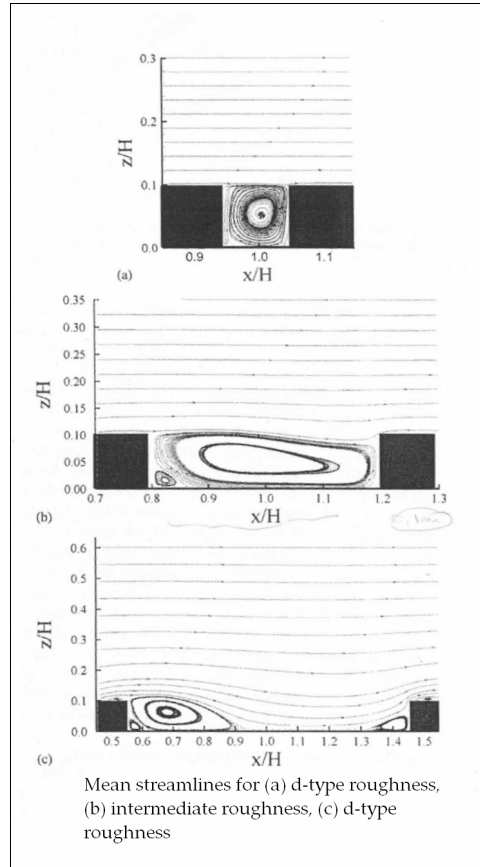 0.3
0.2
z/H
0.1
0.0
0.9 1.0 1.1
(a) x/H
0.35
0.30
0.25
0.20
z/H
0.15
0.10
0.05
0.00
0.7 0.8 0.9 1.0 1.1 1.2 1.3
(b) x/H
0.6
0.5
0.4
z/H
0.3
0.2
0.1
0.0
0.5 0.6 0.7 0.8 0.9 1.0 1.1 1.2 1.3 1.4 1.5
(c) x/H
Mean streamlines for (a) d-type roughness,
(b) intermediate roughness, (c) d-type
roughness